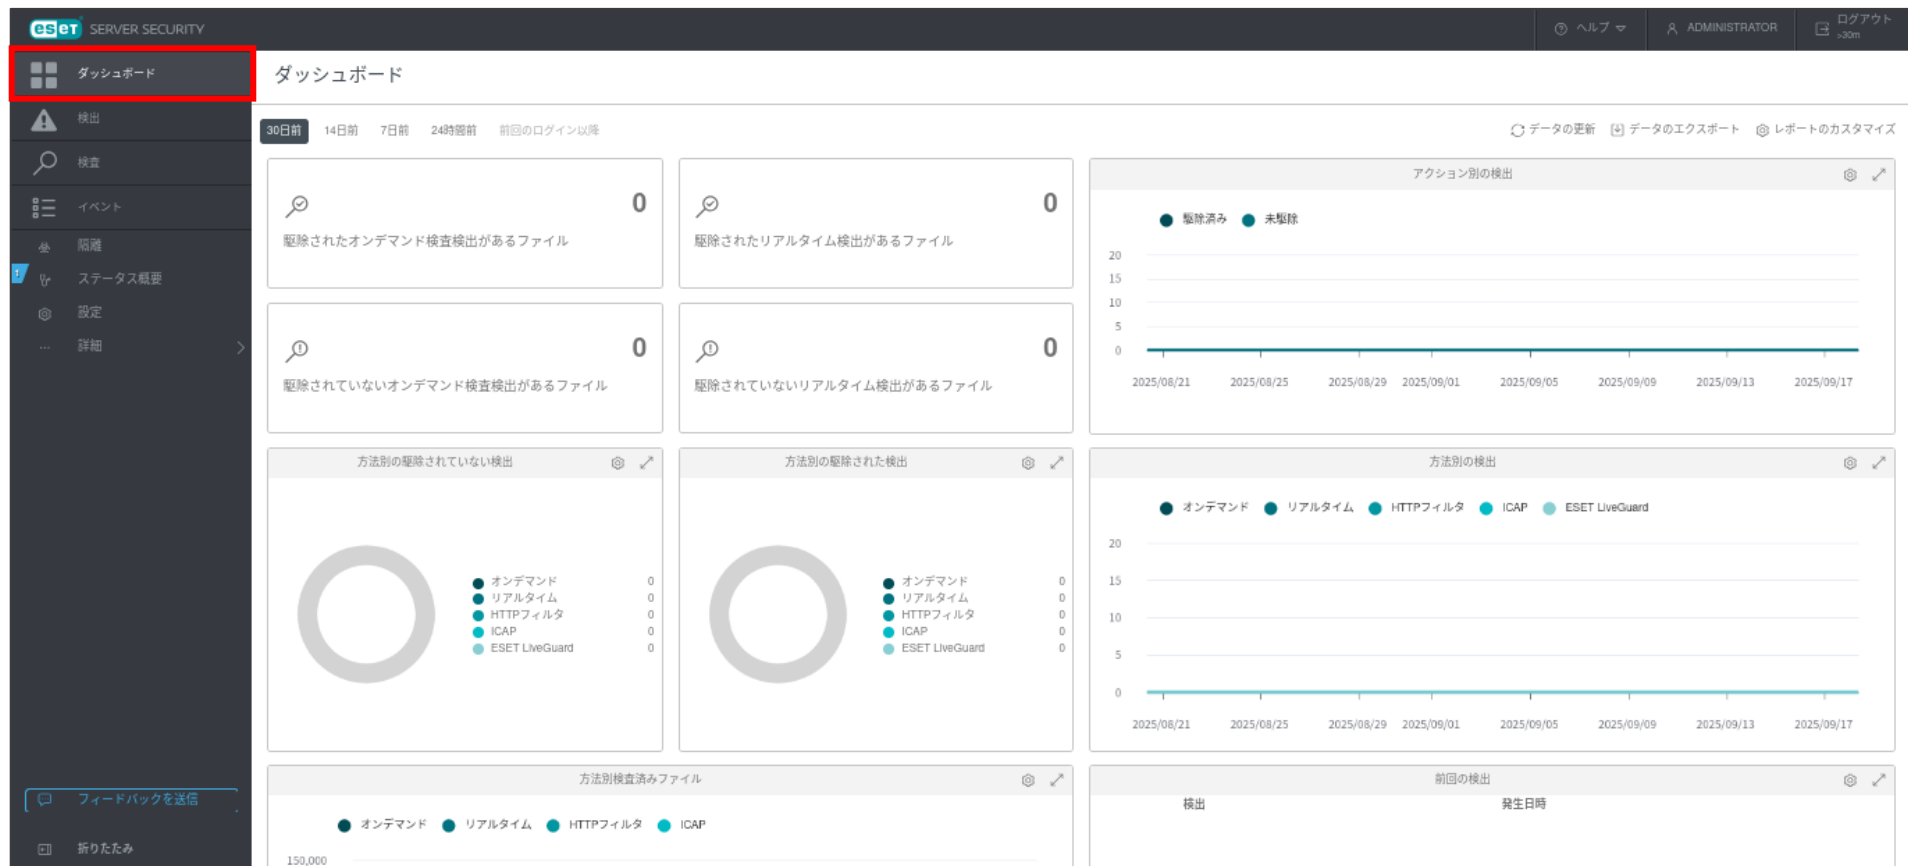 eset SERVER SECURITY
ヘルプ
ADMINISTRATOR
ログアウト
>30m
ダッシュボード
検出
検査
イベント
隔離
1
ステータス概要
設定
詳細
フィードバックを送信
折りたたみ
ダッシュボード
30日前 14日前 7日前 24時間前 前回のログイン以降
データの更新 データのエクスポート レポートのカスタマイズ
0
駆除されたオンデマンド検査検出があるファイル
0
駆除されたリアルタイム検出があるファイル
0
駆除されていないオンデマンド検査検出があるファイル
0
駆除されていないリアルタイム検出があるファイル
アクション別の検出
駆除済み 未駆除
20
15
10
5
0
2025/08/21 2025/08/25 2025/08/29 2025/09/01 2025/09/05 2025/09/09 2025/09/13 2025/09/17
方法別の駆除されていない検出
オンデマンド 0
リアルタイム 0
HTTPフィルタ 0
ICAP 0
ESET LiveGuard 0
方法別の駆除された検出
オンデマンド 0
リアルタイム 0
HTTPフィルタ 0
ICAP 0
ESET LiveGuard 0
方法別の検出
オンデマンド リアルタイム HTTPフィルタ ICAP ESET LiveGuard
20
15
10
5
0
2025/08/21 2025/08/25 2025/08/29 2025/09/01 2025/09/05 2025/09/09 2025/09/13 2025/09/17
方法別検査済みファイル
オンデマンド リアルタイム HTTPフィルタ ICAP
150,000
前回の検出
検出 発生日時